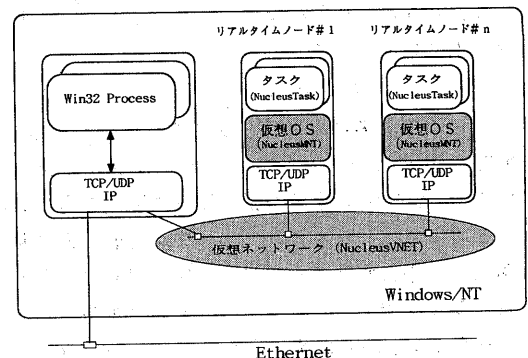 リアルタイムノード#1
リアルタイムノード#n
Win32 Process
TCP/UDP
IP
タスク
(NucleusTask)
仮想OS
(NucleusMNT)
TCP/UDP
IP
タスク
(NucleusTask)
仮想OS
(NucleusMNT)
TCP/UDP
IP
仮想ネットワーク (NucleusVNET)
Windows/NT
Ethernet